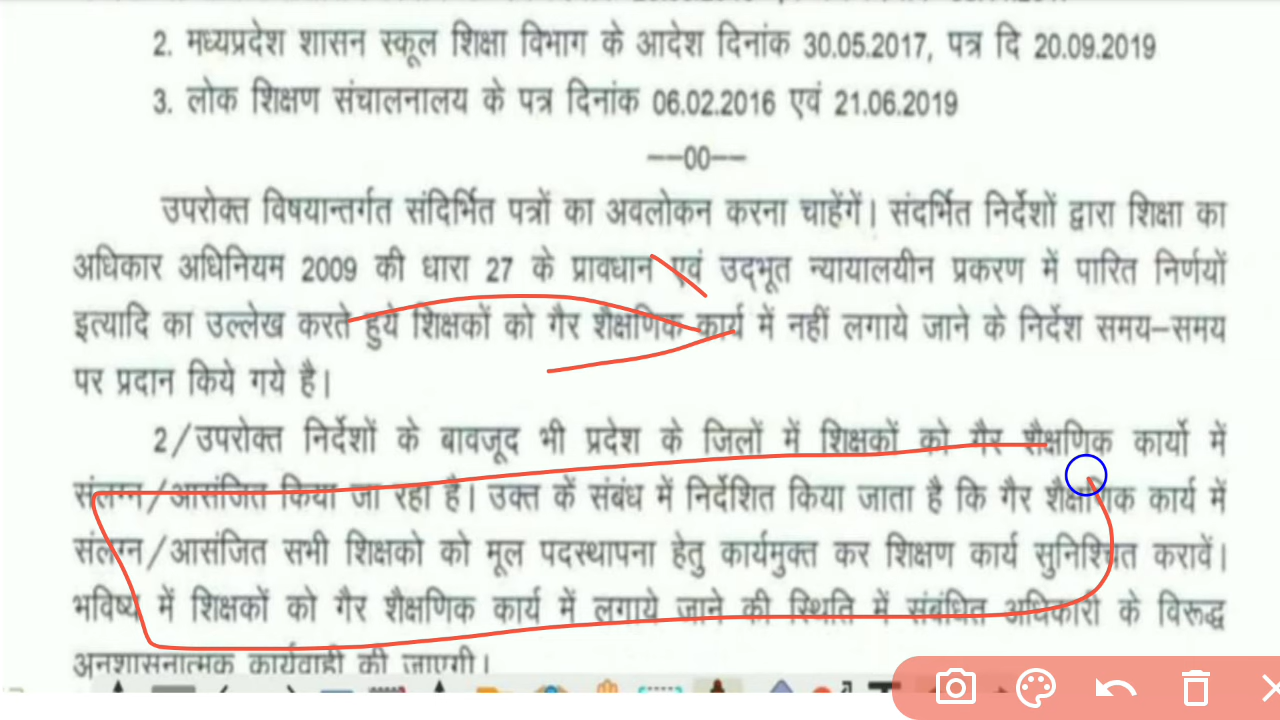 2. मध्यप्रदेश शासन स्कूल शिक्षा विभाग के आदेश दिनांक 30.05.2017, पत्र दि 20.09.2019
3. लोक शिक्षण संचालनालय के पत्र दिनांक 06.02.2016 एवं 21.06.2019
—00—
उपरोक्त विषयान्तर्गत संदिर्भित पत्रों का अवलोकन करना चाहेंगें। संदर्भित निर्देशों द्वारा शिक्षा का
अधिकार अधिनियम 2009 की धारा 27 के प्रावधान एवं उद्भूत न्यायालयीन प्रकरण में पारित निर्णयों
इत्यादि का उल्लेख करते हुये शिक्षकों को गैर शैक्षणिक कार्य में नहीं लगाये जाने के निर्देश समय–समय
पर प्रदान किये गये है।
2/उपरोक्त निर्देशों के बावजूद भी प्रदेश के जिलों में शिक्षकों को गैर शैक्षणिक कार्यो में
संलग्न/आसंजित किया जा रहा है। उक्त कें संबंध में निर्देशित किया जाता है कि गैर शैक्षणिक कार्य में
संलग्न/आसंजित सभी शिक्षको को मूल पदस्थापना हेतु कार्यमुक्त कर शिक्षण कार्य सुनिश्चित करावें।
भविष्य में शिक्षकों को गैर शैक्षणिक कार्य में लगाये जाने की स्थिति में संबंधित अधिकारी के विरूद्ध
अनुशासनात्मक कार्यवाही की जाएगी।